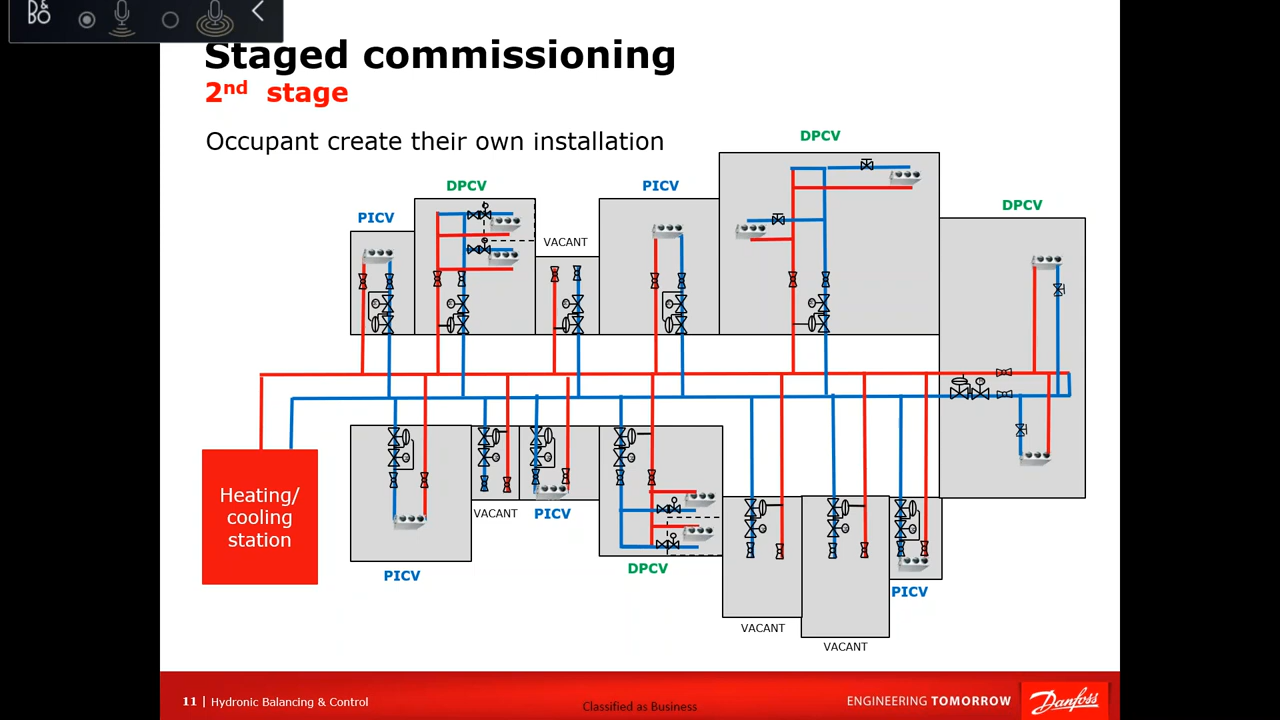 Staged commissioning
2nd stage
Occupant create their own installation
DPCV
DPCV
PICV
PICV
DPCV
VACANT
Heating/
cooling
station
VACANT
PICV
DPCV
PICV
PICV
VACANT
VACANT
11 | Hydronic Balancing & Control
Classified as Business
ENGINEERING TOMORROW
Danfoss